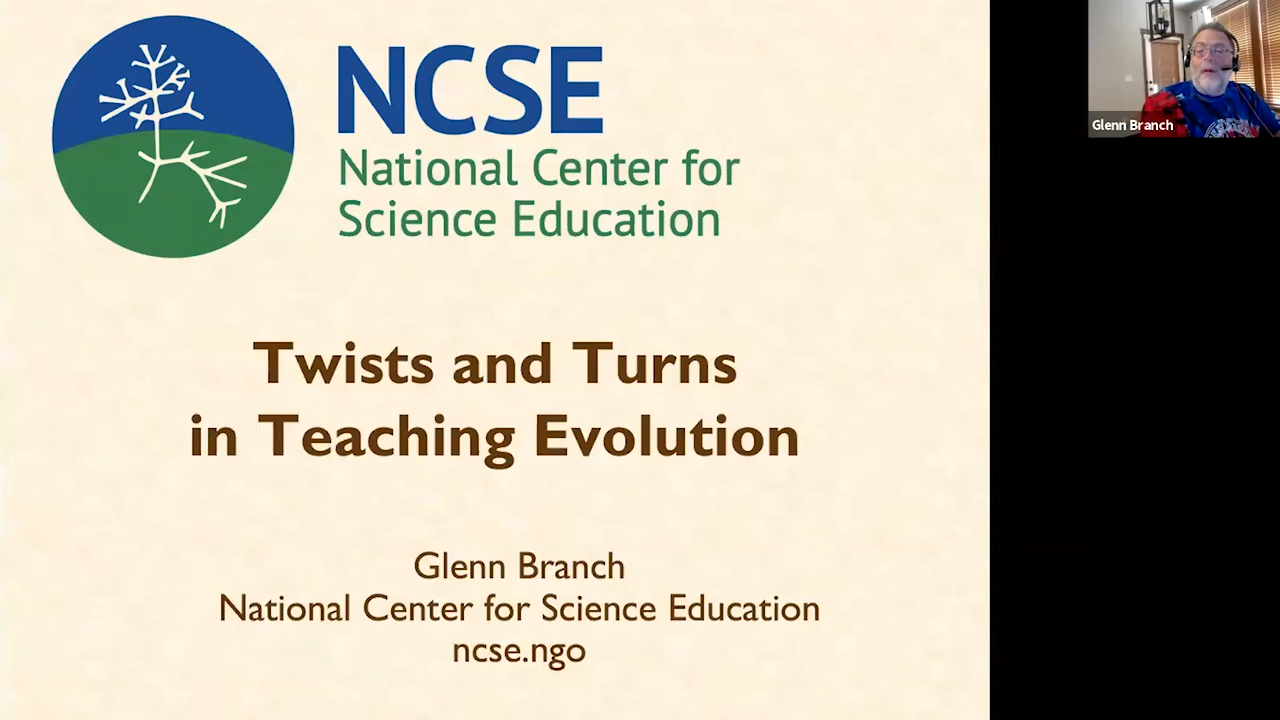 NCSE
National Center for
Science Education
Twists and Turns
in Teaching Evolution
Glenn Branch
National Center for Science Education
ncse.ngo
Glenn Branch